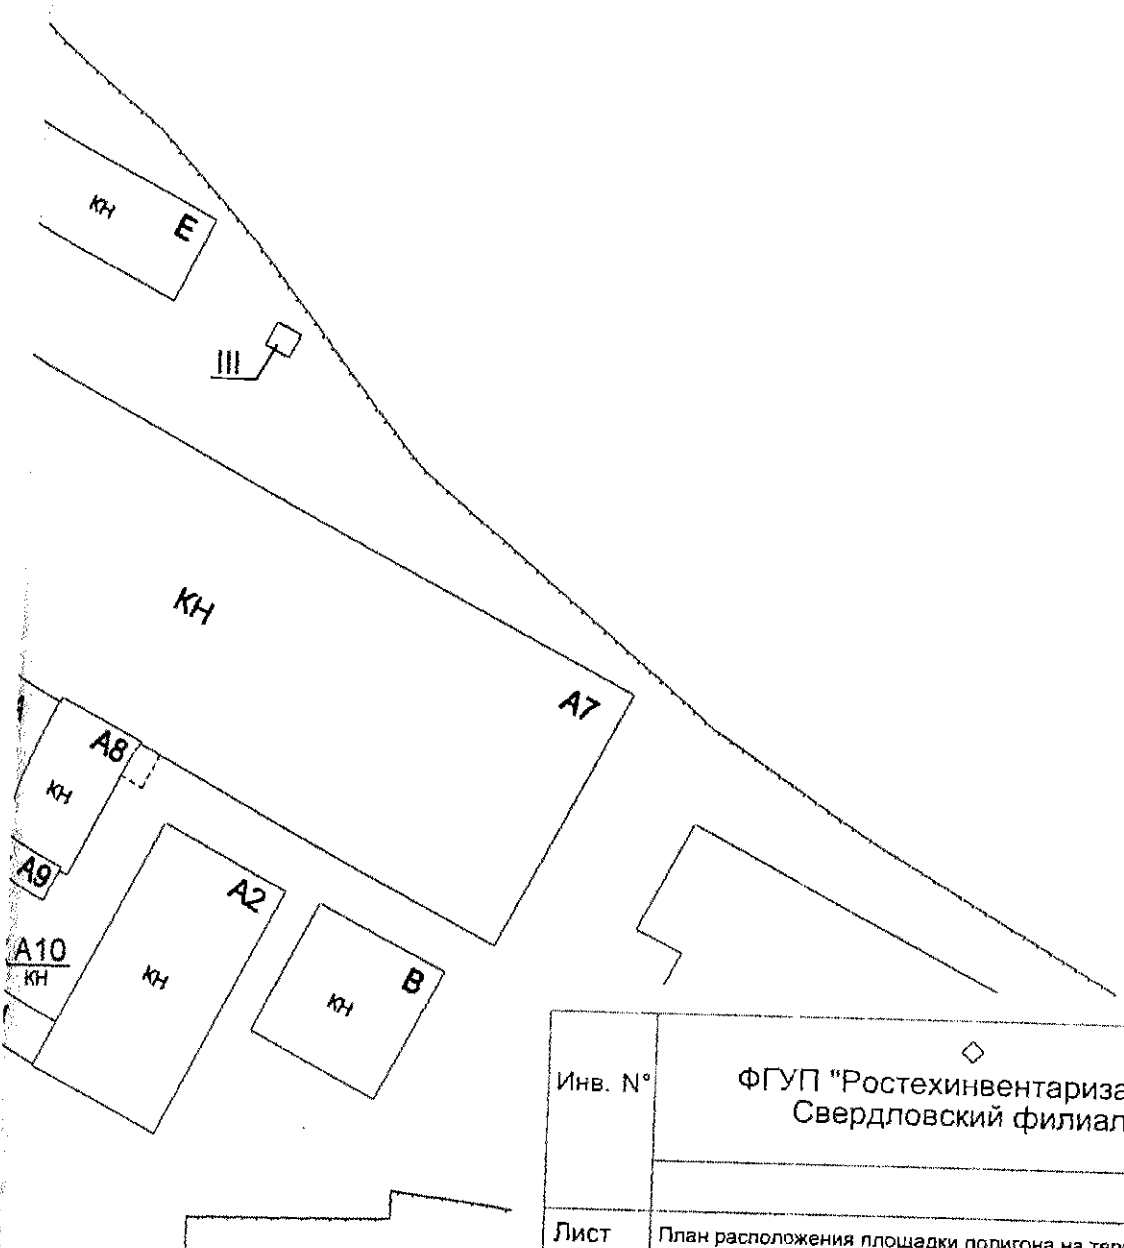 кн
Е
III
КН
А7
А8
кн
А9
А2
А10
кн
кн
В
кн
Инв. N°
ФГУП "Ростехинвентариза
Свердловский филиал
Лист
План расположения площадки полигона на тер